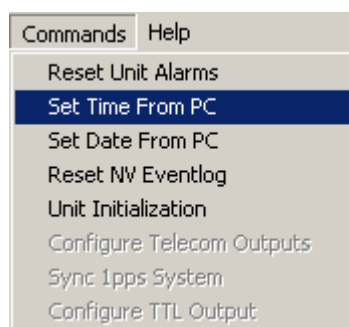 Commands Help
Reset Unit Alarms
Set Time From PC
Set Date From PC
Reset NV Eventlog
Unit Initialization
Configure Telecom Outputs
Sync 1pps System
Configure TTL Output